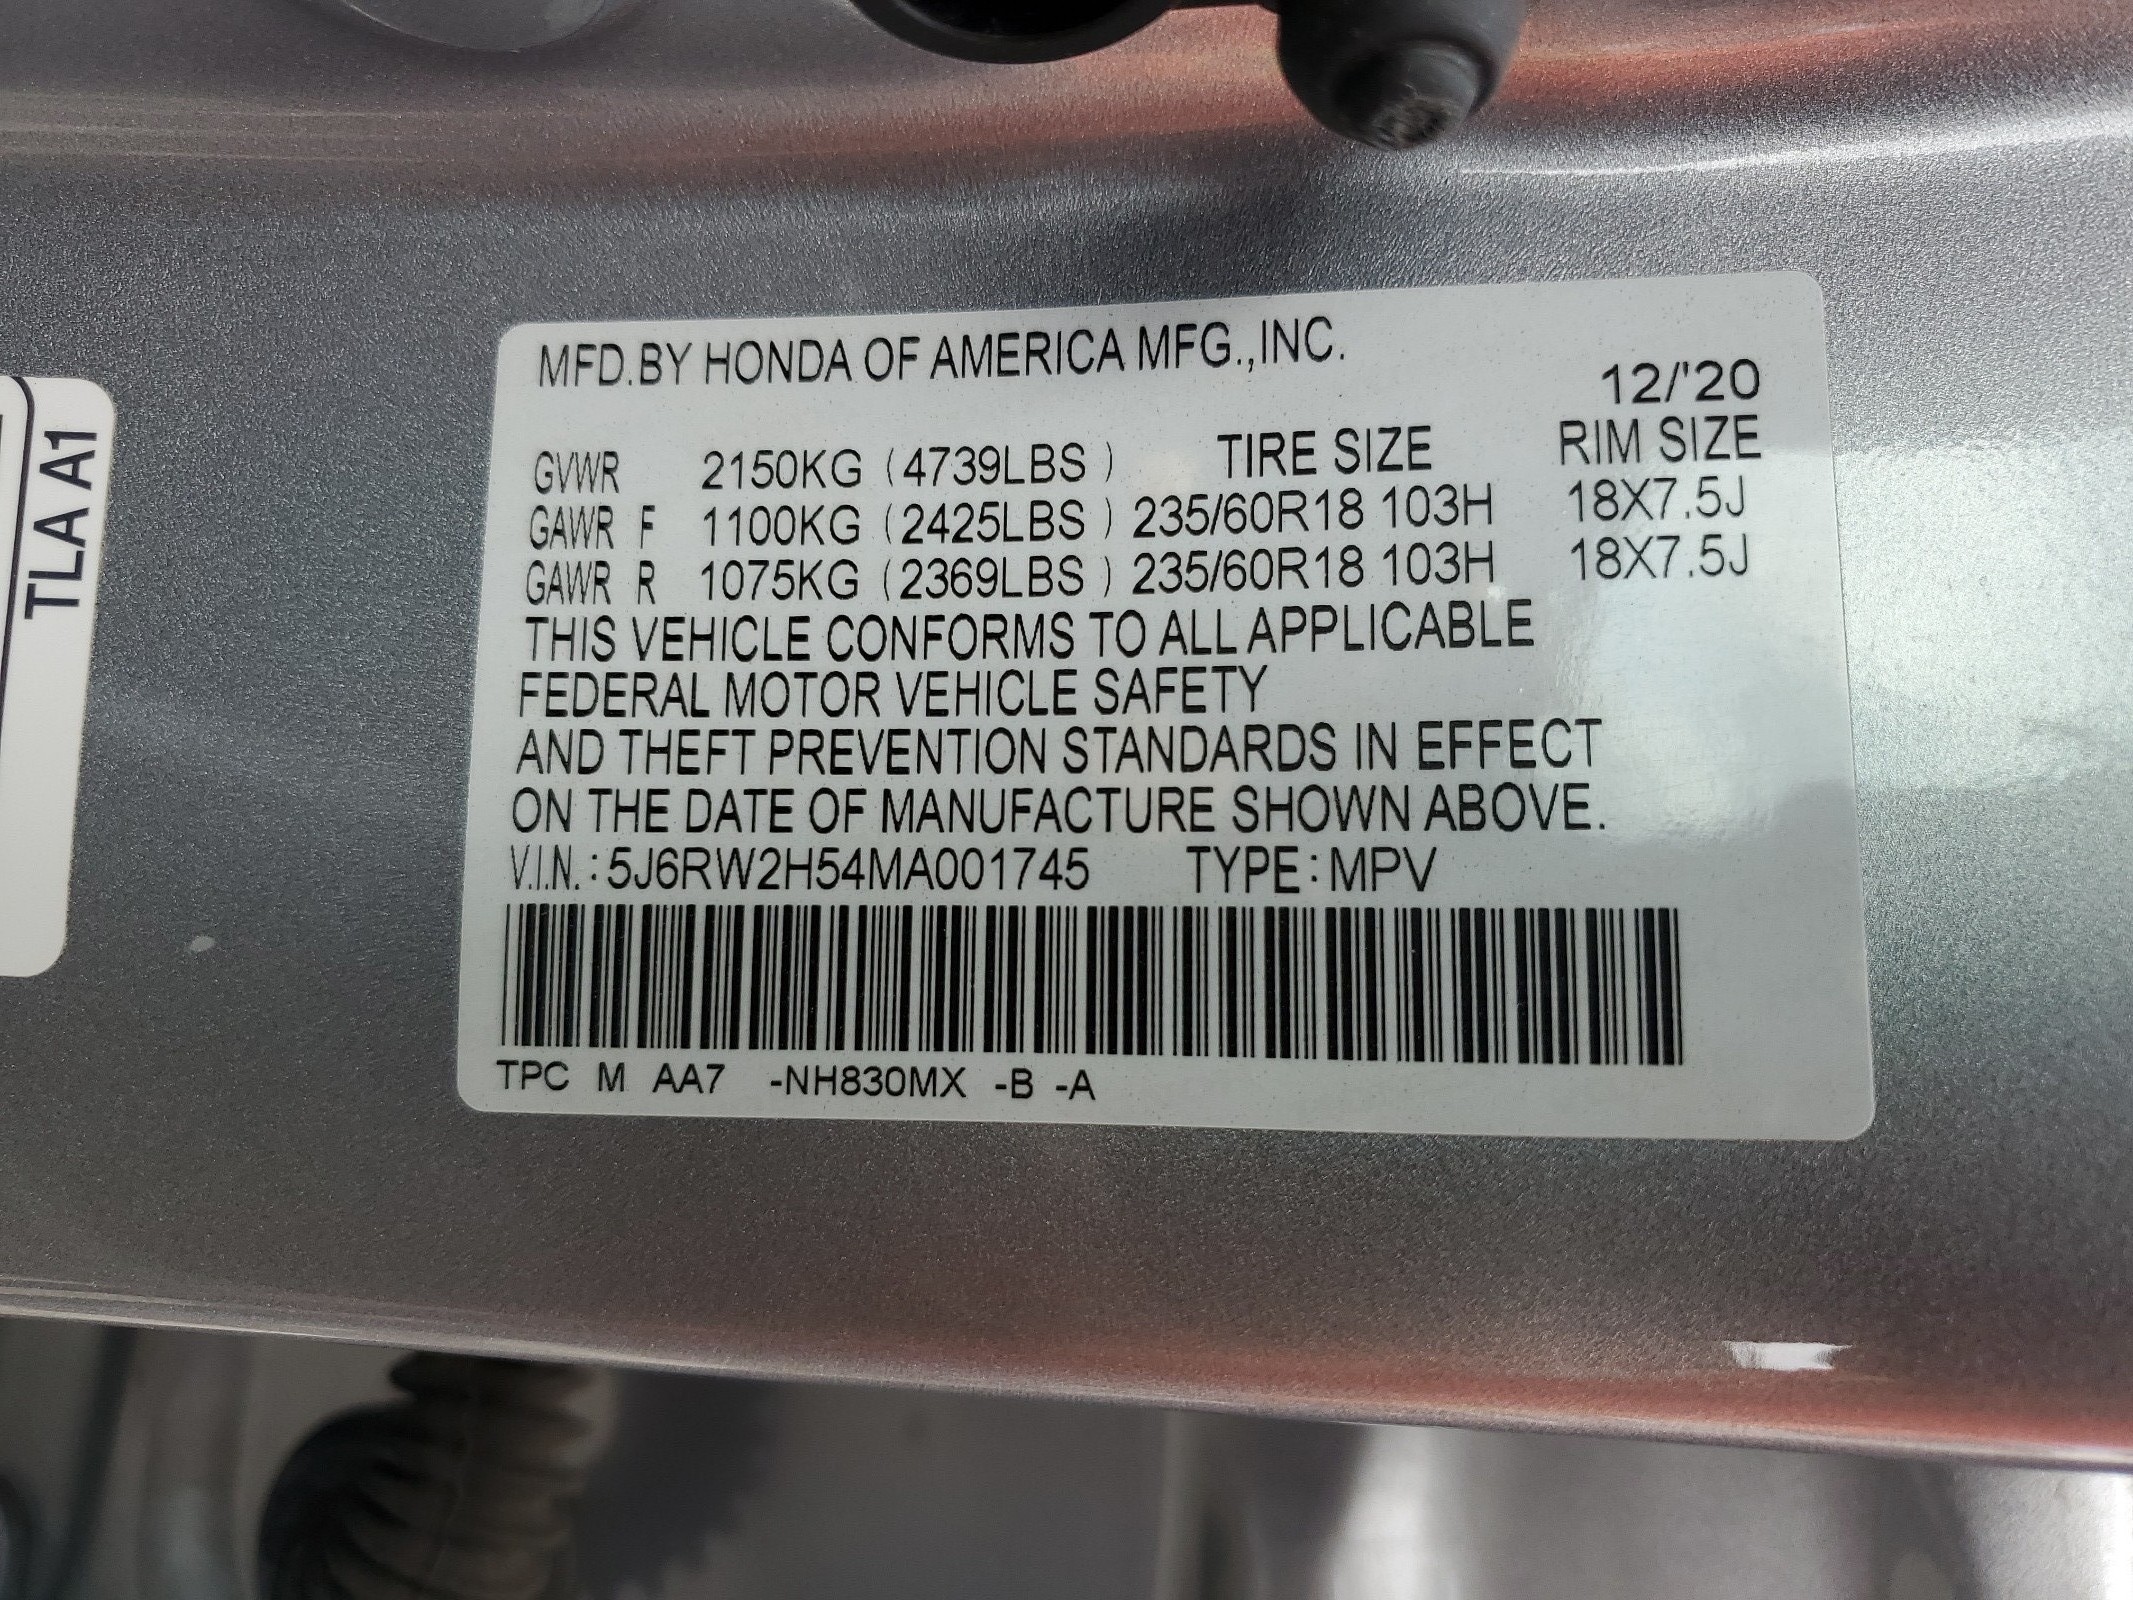 MFD.BY HONDA OF AMERICA MFG.,INC.
12/'20
GVWR 2150KG (4739LBS ) TIRE SIZE RIM SIZE
GAWR F 1100KG (2425LBS ) 235/60R18 103H 18X7.5J
GAWR R 1075KG (2369LBS ) 235/60R18 103H 18X7.5J
THIS VEHICLE CONFORMS TO ALL APPLICABLE
FEDERAL MOTOR VEHICLE SAFETY
AND THEFT PREVENTION STANDARDS IN EFFECT
ON THE DATE OF MANUFACTURE SHOWN ABOVE.
V.I.N.: 5J6RW2H54MA001745 TYPE: MPV
TPC M AA7 -NH830MX -B -A
TLA A1